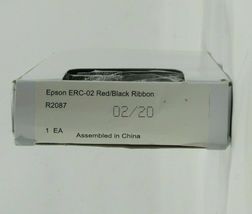 Epson ERC-02 Red/Black Ribbon
R2087
02/20
1 EA Assembled in China